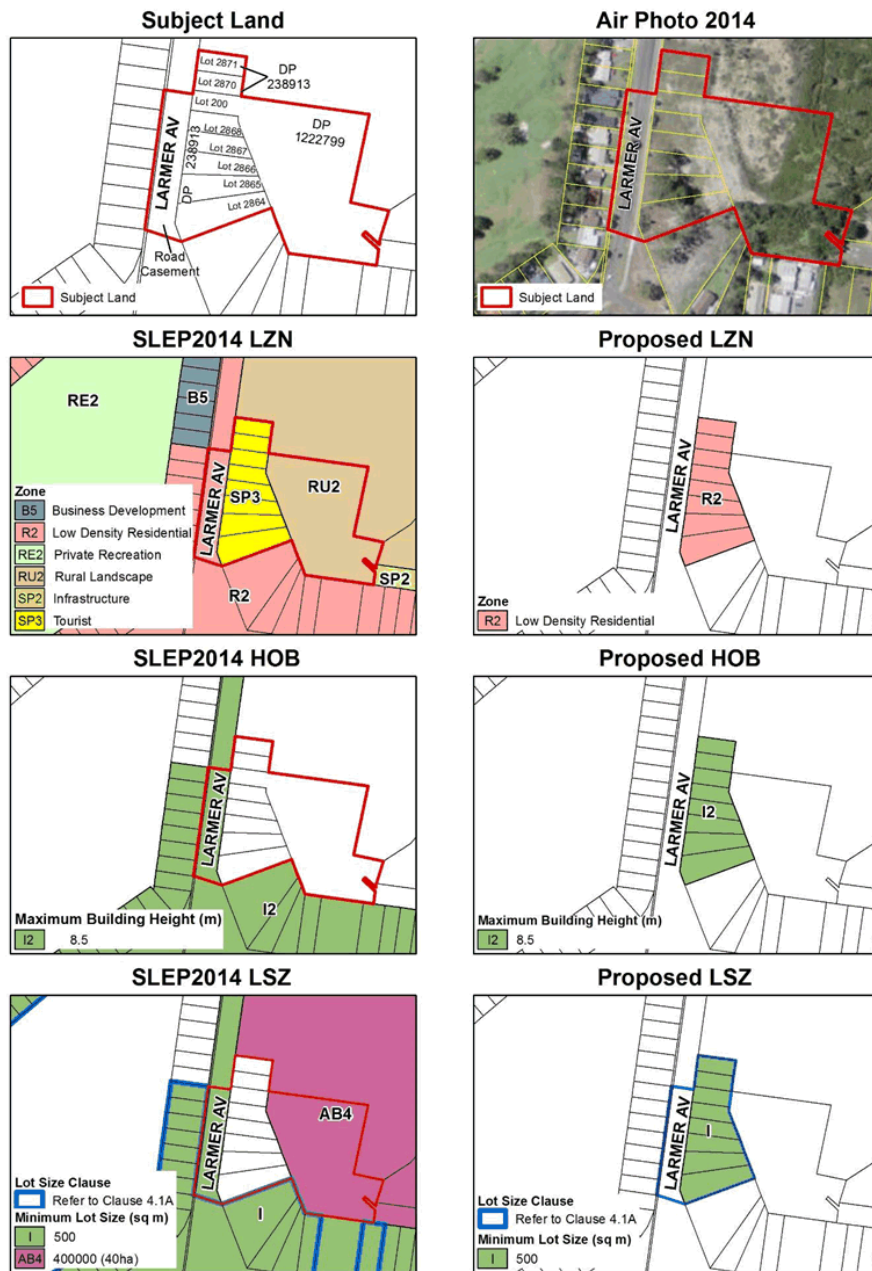 Subject Land
Lot 2871
DP
238913
Lot 2870
Lot 200
DP
1222799
Lot 2868
Lot 2867
Lot 2866
Lot 2865
Lot 2864
LARMER AV
DP 238913
Road
Casement
Subject Land
Air Photo 2014
LARMER AV
Subject Land
SLEP2014 LZN
RE2
B5
SP3
RU2
LARMER AV
SP2
R2
Zone
B5 Business Development
R2 Low Density Residential
RE2 Private Recreation
RU2 Rural Landscape
SP2 Infrastructure
SP3 Tourist
Proposed LZN
LARMER AV
R2
Zone
R2 Low Density Residential
SLEP2014 HOB
LARMER AV
I2
Maximum Building Height (m)
I2 8.5
Proposed HOB
LARMER AV
I2
Maximum Building Height (m)
I2 8.5
SLEP2014 LSZ
AB4
LARMER AV
I
Lot Size Clause
Refer to Clause 4.1A
Minimum Lot Size (sq m)
I 500
AB4 400000 (40ha)
Proposed LSZ
LARMER AV
I
Lot Size Clause
Refer to Clause 4.1A
Minimum Lot Size (sq m)
I 500